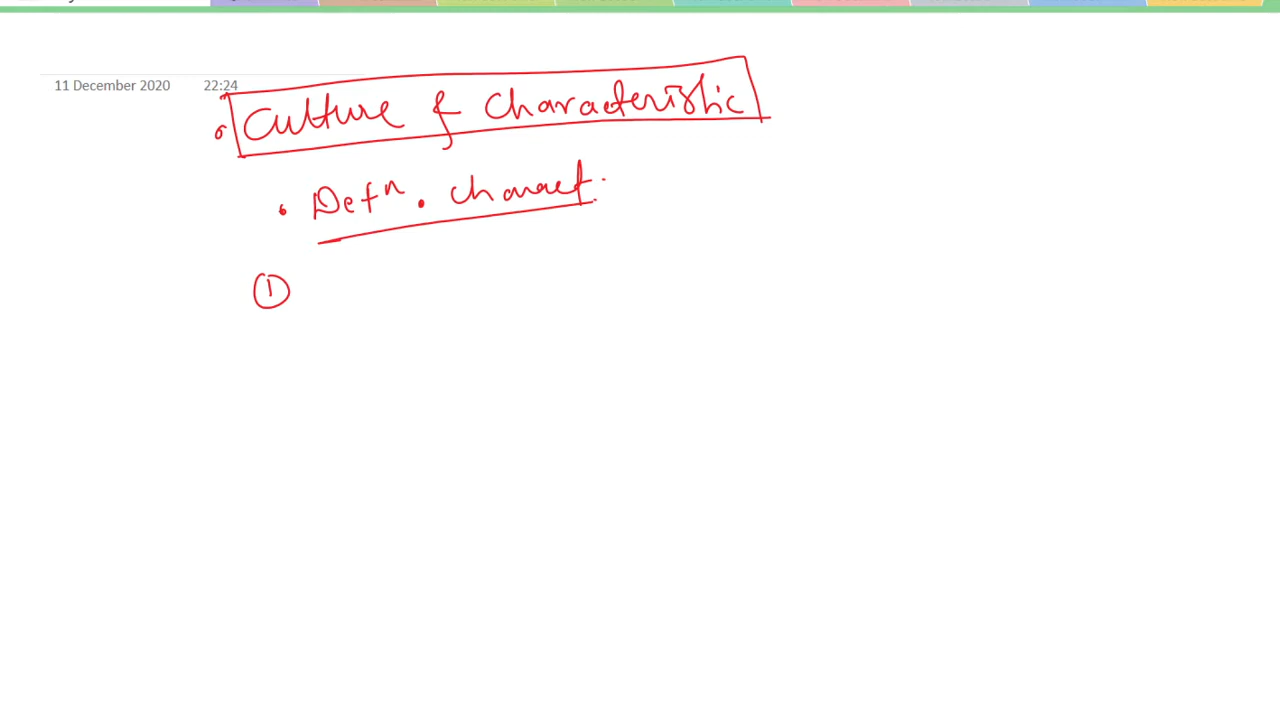 11 December 2020 22:24
Culture & Characteristic
• Defⁿ. Charact.
①